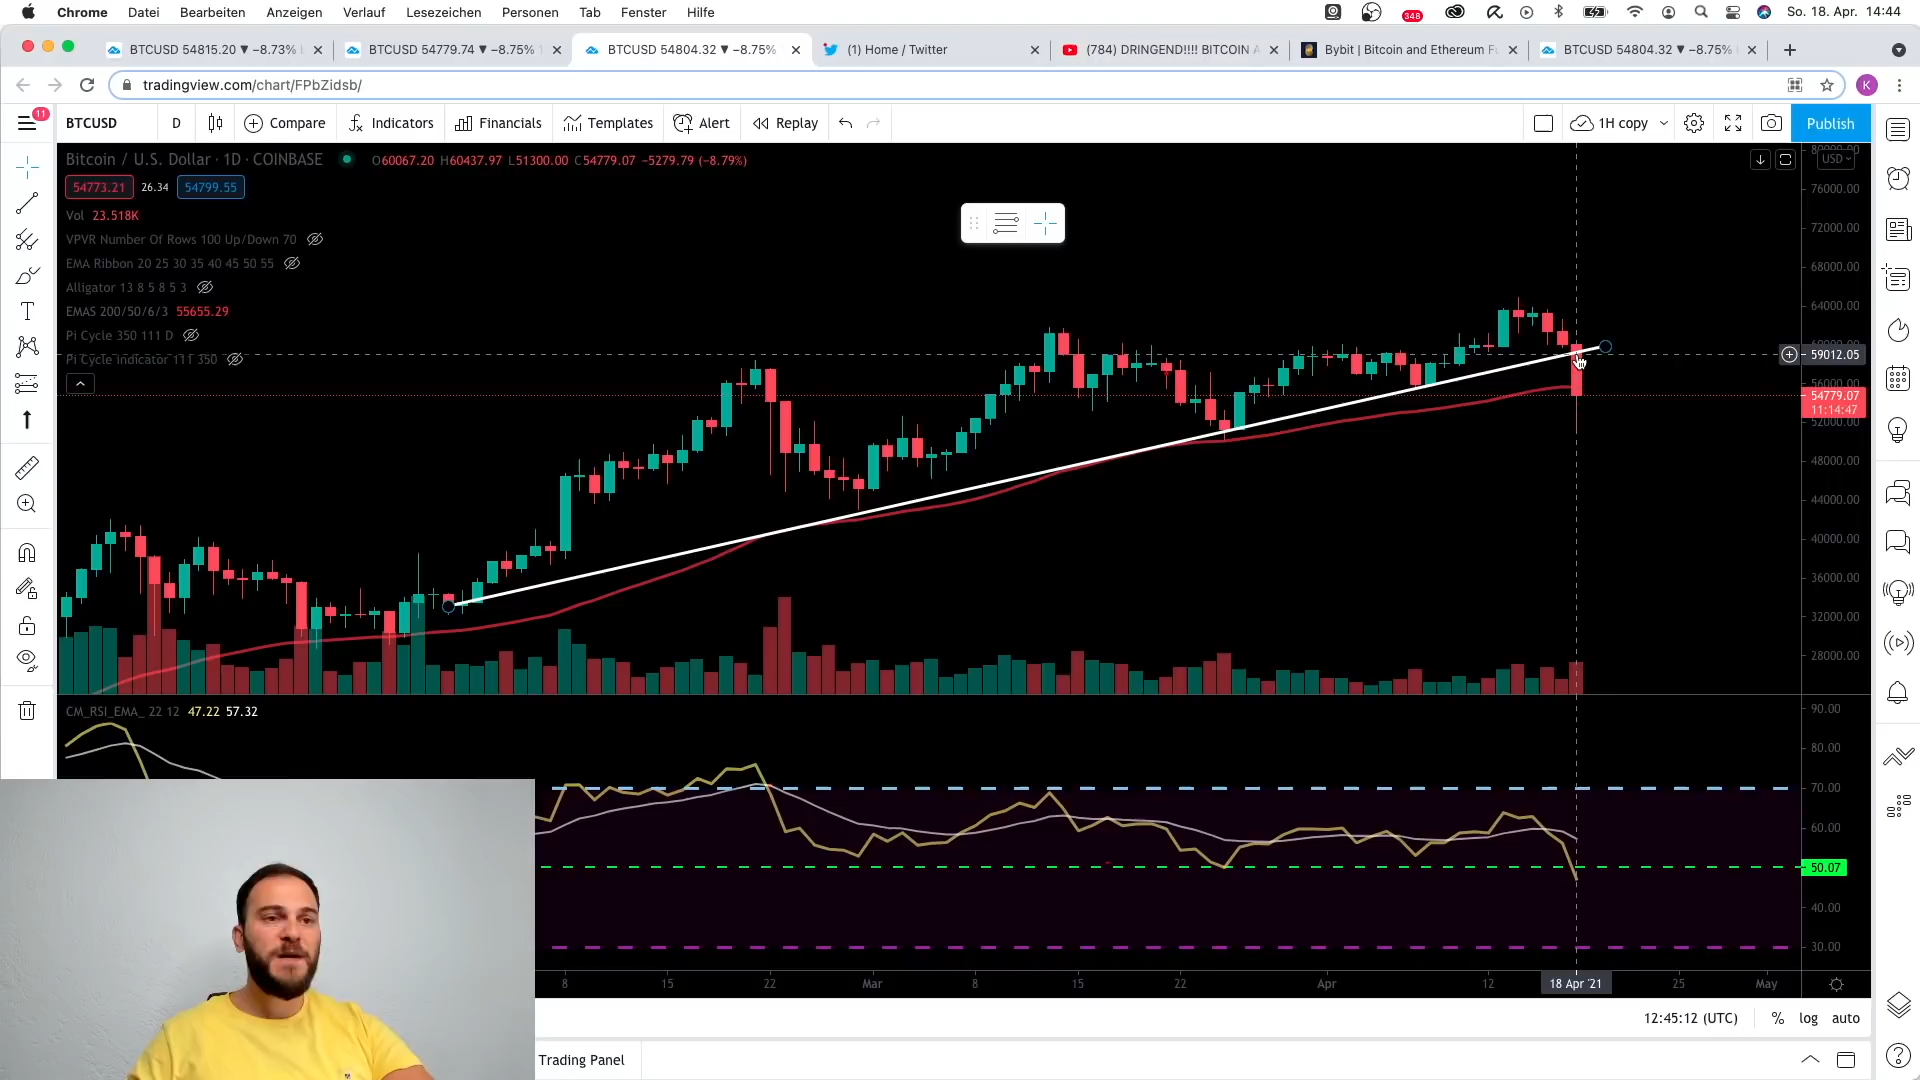 Chrome Datei Bearbeiten Anzeigen Verlauf Lesezeichen Personen Tab Fenster Hilfe 348 So. 18. Apr. 14:44
BTCUSD 54815.20 ▼ −8.73% BTCUSD 54779.74 ▼ −8.75% BTCUSD 54804.32 ▼ −8.75% (1) Home / Twitter (784) DRINGEND!!!! BITCOIN A Bybit | Bitcoin and Ethereum Fu BTCUSD 54804.32 ▼ −8.75%
tradingview.com/chart/FPbZidsb/ K
11 BTCUSD D Compare Indicators Financials Templates Alert Replay 1H copy Publish
Bitcoin / U.S. Dollar · 1D · COINBASE O60067.20 H60437.97 L51300.00 C54779.07 −5279.79 (−8.79%)
54773.21 26.34 54799.55
Vol 23.518K
VPVR Number Of Rows 100 Up/Down 70
EMA Ribbon 20 25 30 35 40 45 50 55
Alligator 13 8 5 8 5 3
EMAS 200/50/6/3 55655.29
Pi Cycle 350 111 D
Pi Cycle Indicator 111 350
80000.00
USD
76000.00
72000.00
68000.00
64000.00
59012.05
56000.00
54779.07
11:14:47
52000.00
48000.00
44000.00
40000.00
36000.00
32000.00
28000.00
CM_RSI_EMA_ 22 12 47.22 57.32
90.00
80.00
70.00
60.00
50.07
40.00
30.00
8 15 22 Mar 8 15 22 Apr 12 18 Apr '21 25 May
12:45:12 (UTC) % log auto
Trading Panel